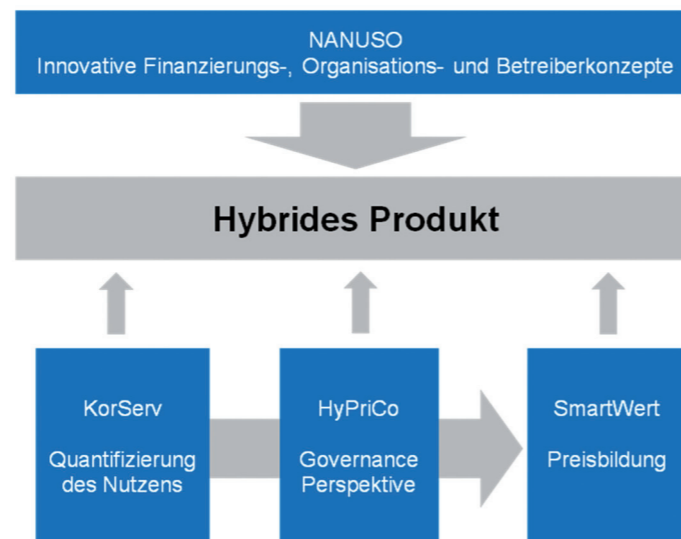 NANUSO
Innovative Finanzierungs-, Organisations- und Betreiberkonzepte
Hybrides Produkt
KorServ
Quantifizierung
des Nutzens
HyPriCo
Governance
Perspektive
SmartWert
Preisbildung